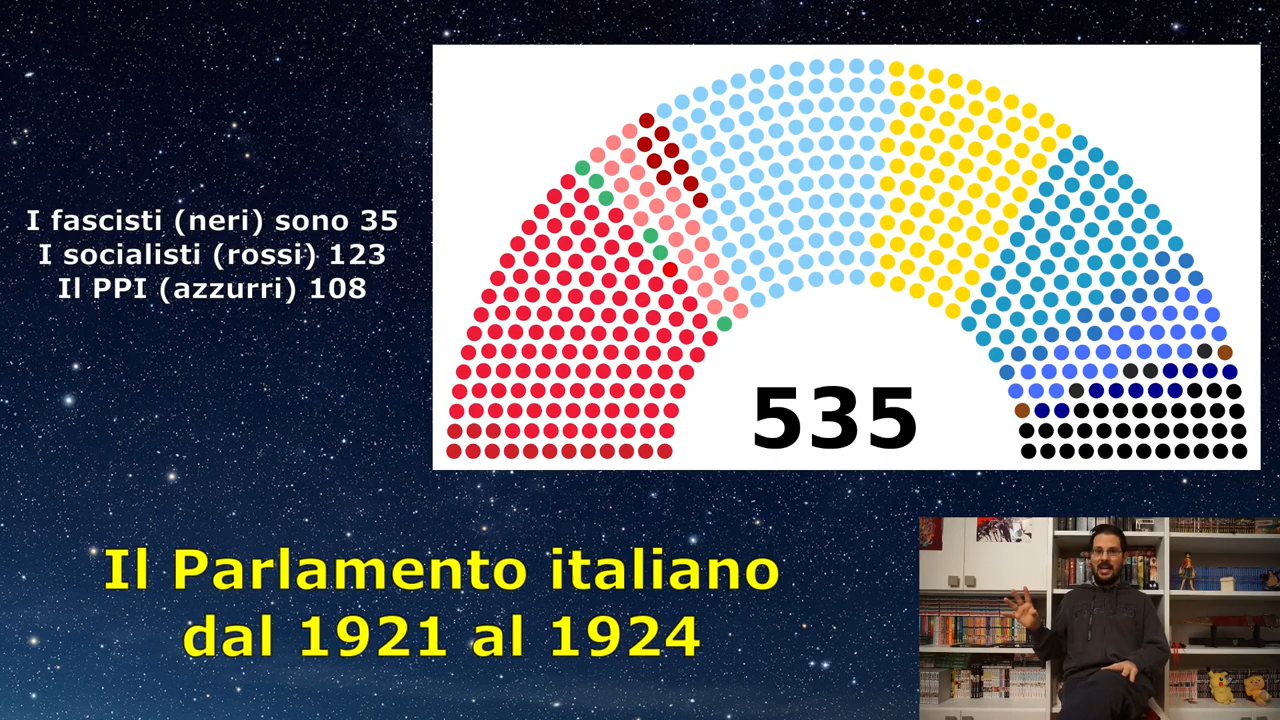 I fascisti (neri) sono 35
I socialisti (rossi) 123
Il PPI (azzurri) 108
535
Il Parlamento italiano
dal 1921 al 1924